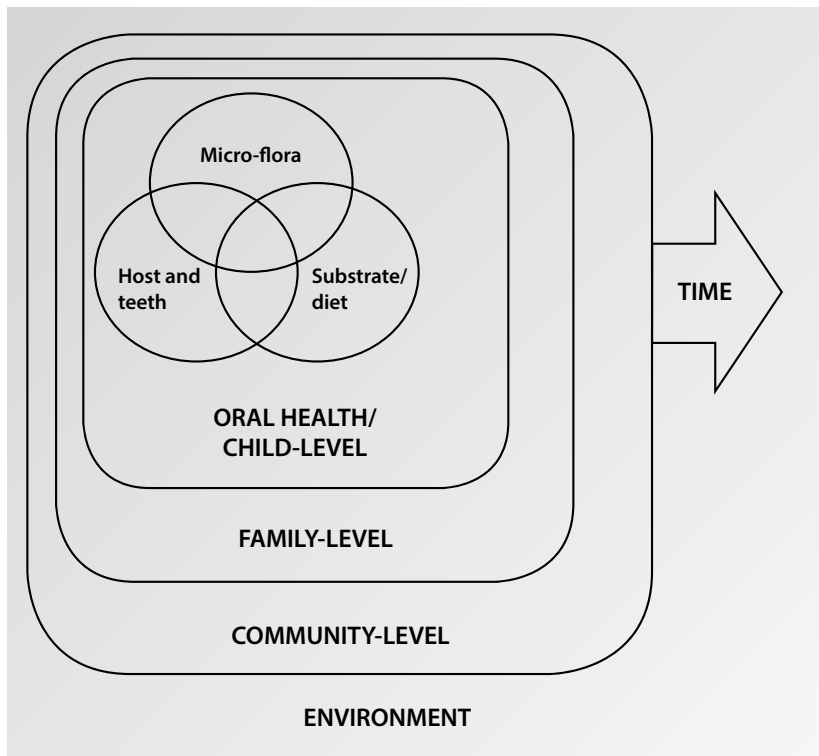 Micro-flora
Host and
teeth
Substrate/
diet
TIME
ORAL HEALTH/
CHILD-LEVEL
FAMILY-LEVEL
COMMUNITY-LEVEL
ENVIRONMENT